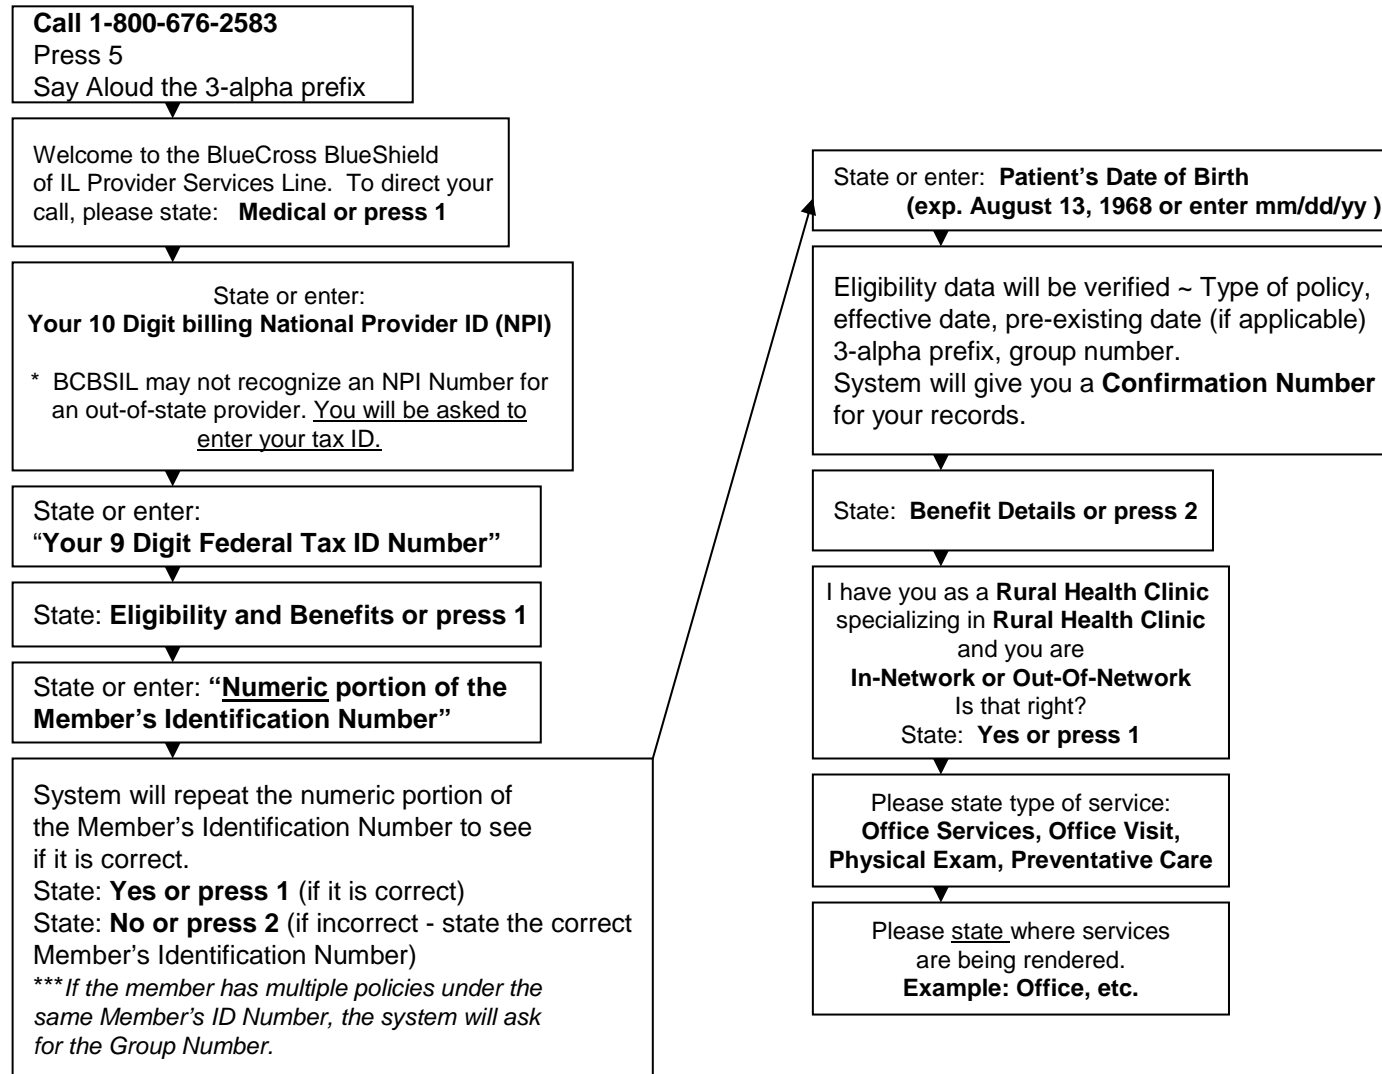 Call 1-800-676-2583
Press 5
Say Aloud the 3-alpha prefix
Welcome to the BlueCross BlueShield
of IL Provider Services Line.  To direct your
call, please state:   Medical or press 1
State or enter:
Your 10 Digit billing National Provider ID (NPI)
*  BCBSIL may not recognize an NPI Number for
an out-of-state provider. You will be asked to
enter your tax ID.
State or enter:
“Your 9 Digit Federal Tax ID Number”
State: Eligibility and Benefits or press 1
State or enter: “Numeric portion of the
Member’s Identification Number”
System will repeat the numeric portion of
the Member’s Identification Number to see
if it is correct.
State: Yes or press 1 (if it is correct)
State: No or press 2 (if incorrect - state the correct
Member’s Identification Number)
***If the member has multiple policies under the
same Member’s ID Number, the system will ask
for the Group Number.
State or enter:  Patient’s Date of Birth
(exp. August 13, 1968 or enter mm/dd/yy )
Eligibility data will be verified ~ Type of policy,
effective date, pre-existing date (if applicable)
3-alpha prefix, group number.
System will give you a Confirmation Number
for your records.
State:  Benefit Details or press 2
I have you as a Rural Health Clinic
specializing in Rural Health Clinic
and you are
In-Network or Out-Of-Network
Is that right?
State:  Yes or press 1
Please state type of service:
Office Services, Office Visit,
Physical Exam, Preventative Care
Please state where services
are being rendered.
Example: Office, etc.